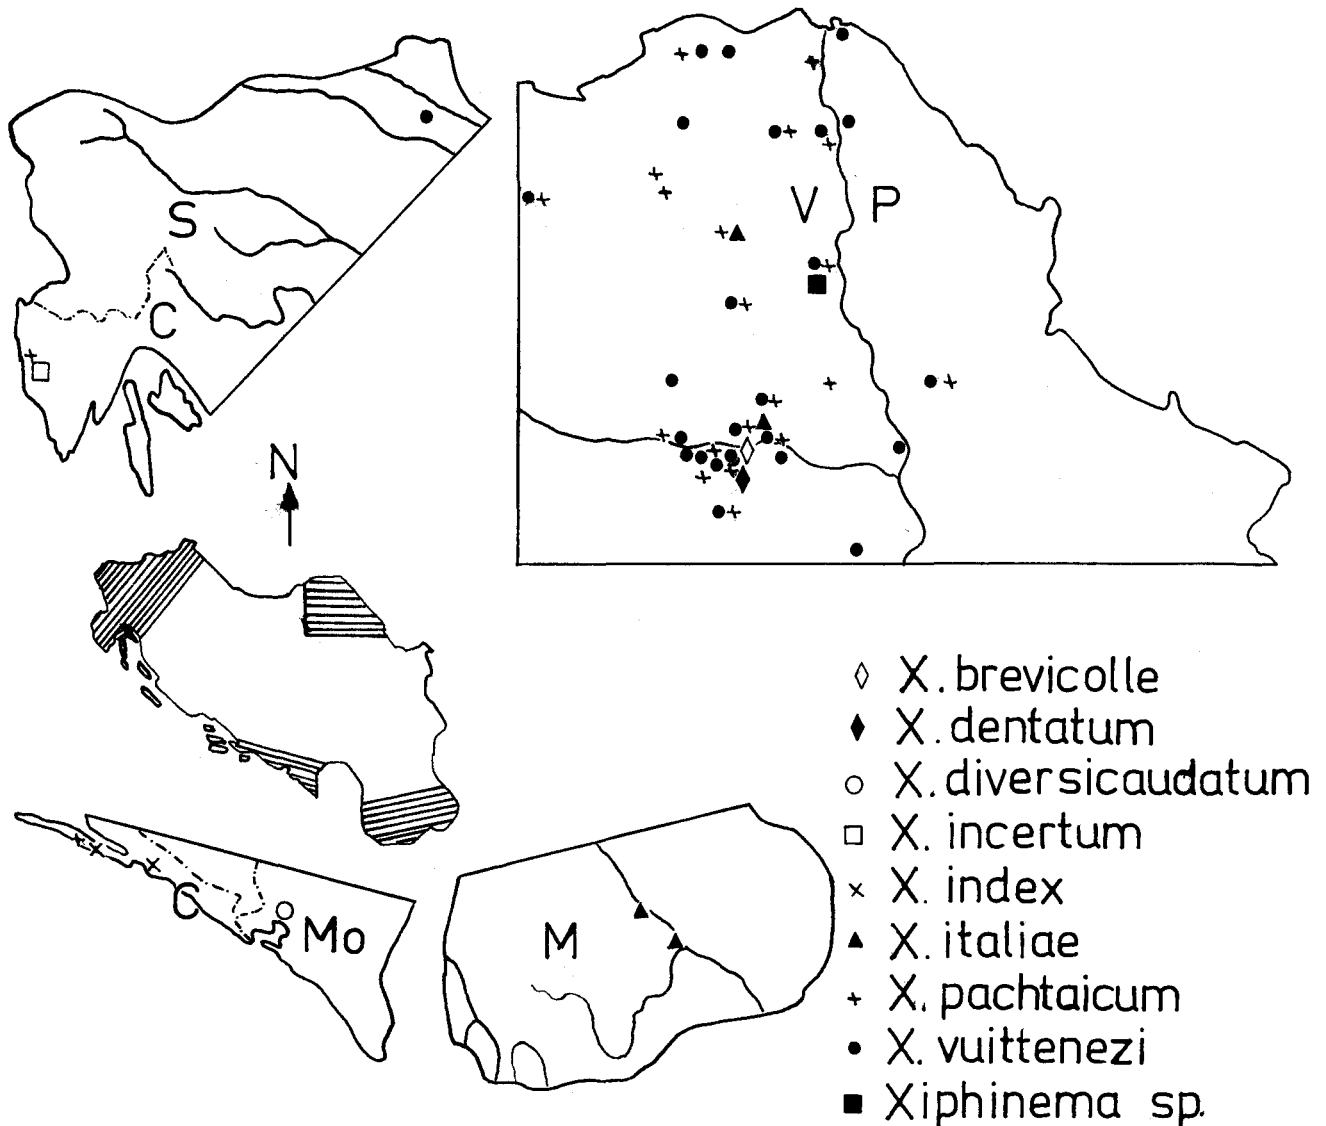 S
C
V P
N
C
Mo
M
X. brevicolle
X. dentatum
X. diversicaudatum
X. incertum
X. index
X. italiae
X. pachtaicum
X. vuittenezi
Xiphinema sp.